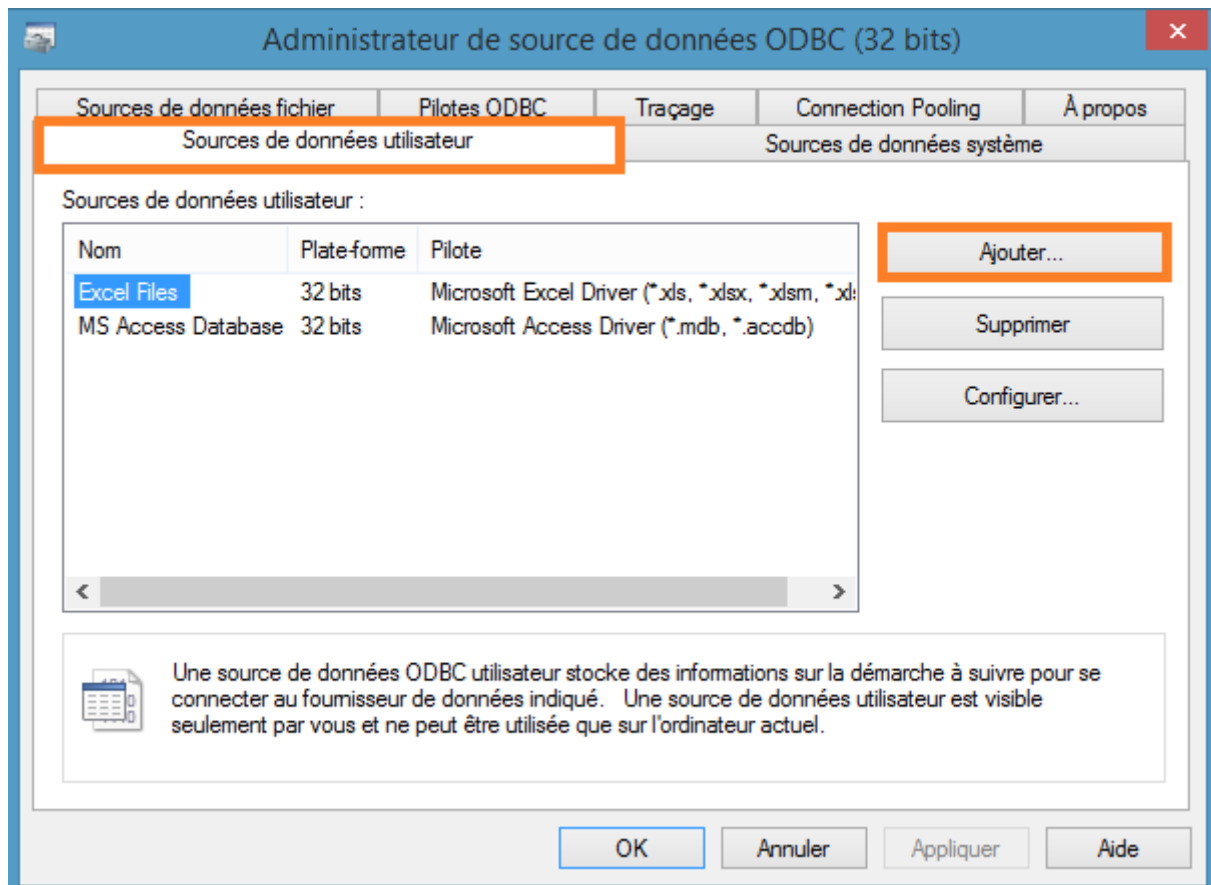 Administrateur de source de données ODBC (32 bits)
Sources de données fichier Pilotes ODBC Traçage Connection Pooling À propos
Sources de données utilisateur Sources de données système
Sources de données utilisateur :
Nom Plate-forme Pilote
Excel Files 32 bits Microsoft Excel Driver (*.xls, *.xlsx, *.xlsm, *.xl
MS Access Database 32 bits Microsoft Access Driver (*.mdb, *.accdb)
Ajouter...
Supprimer
Configurer...
Une source de données ODBC utilisateur stocke des informations sur la démarche à suivre pour se
connecter au fournisseur de données indiqué. Une source de données utilisateur est visible
seulement par vous et ne peut être utilisée que sur l'ordinateur actuel.
OK Annuler Appliquer Aide